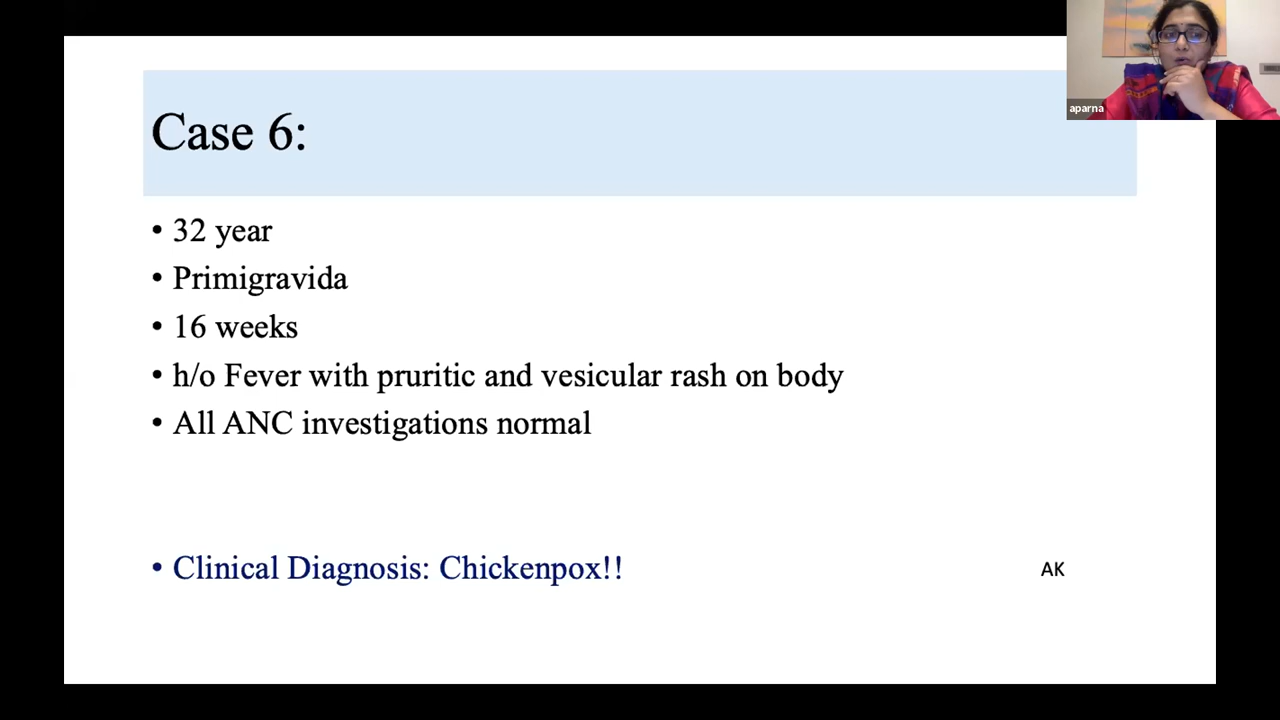 aparna
Case 6:
• 32 year
• Primigravida
• 16 weeks
• h/o Fever with pruritic and vesicular rash on body
• All ANC investigations normal
• Clinical Diagnosis: Chickenpox!!
AK